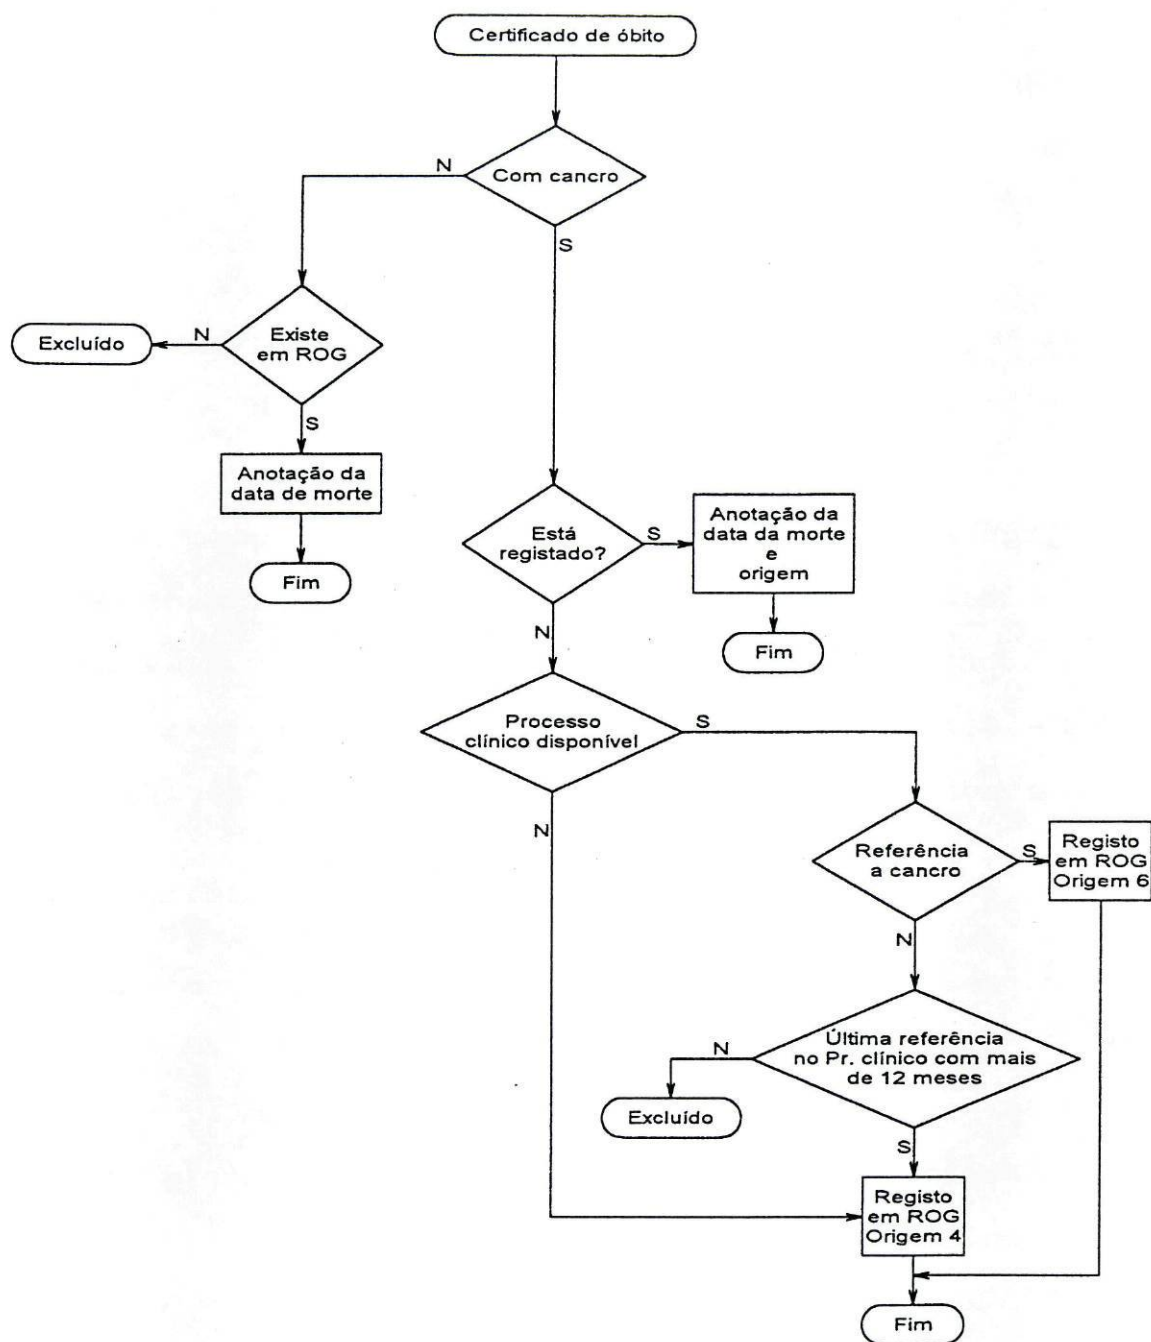 Certificado de óbito
Com cancro
N
S
Existe
em ROG
N
Excluído
S
Anotação da
data de morte
Fim
Está
registado?
S
Anotação da
data da morte
e
origem
Fim
N
Processo
clínico disponível
S
N
Referência
a cancro
S
Registo
em ROG
Origem 6
N
Última referência
no Pr. clínico com mais
de 12 meses
N
Excluído
S
Registo
em ROG
Origem 4
Fim